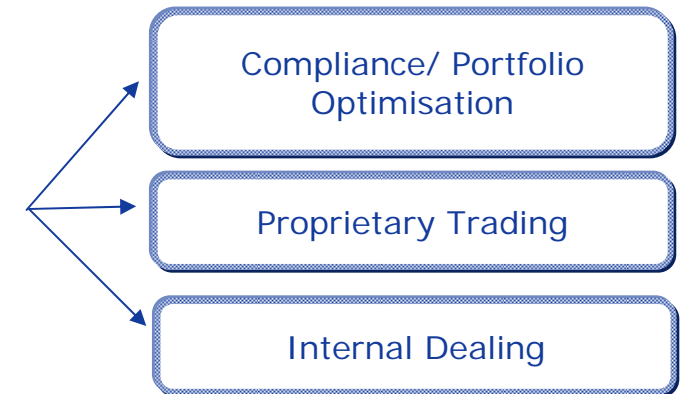 Compliance/ Portfolio
Optimisation
Proprietary Trading
Internal Dealing